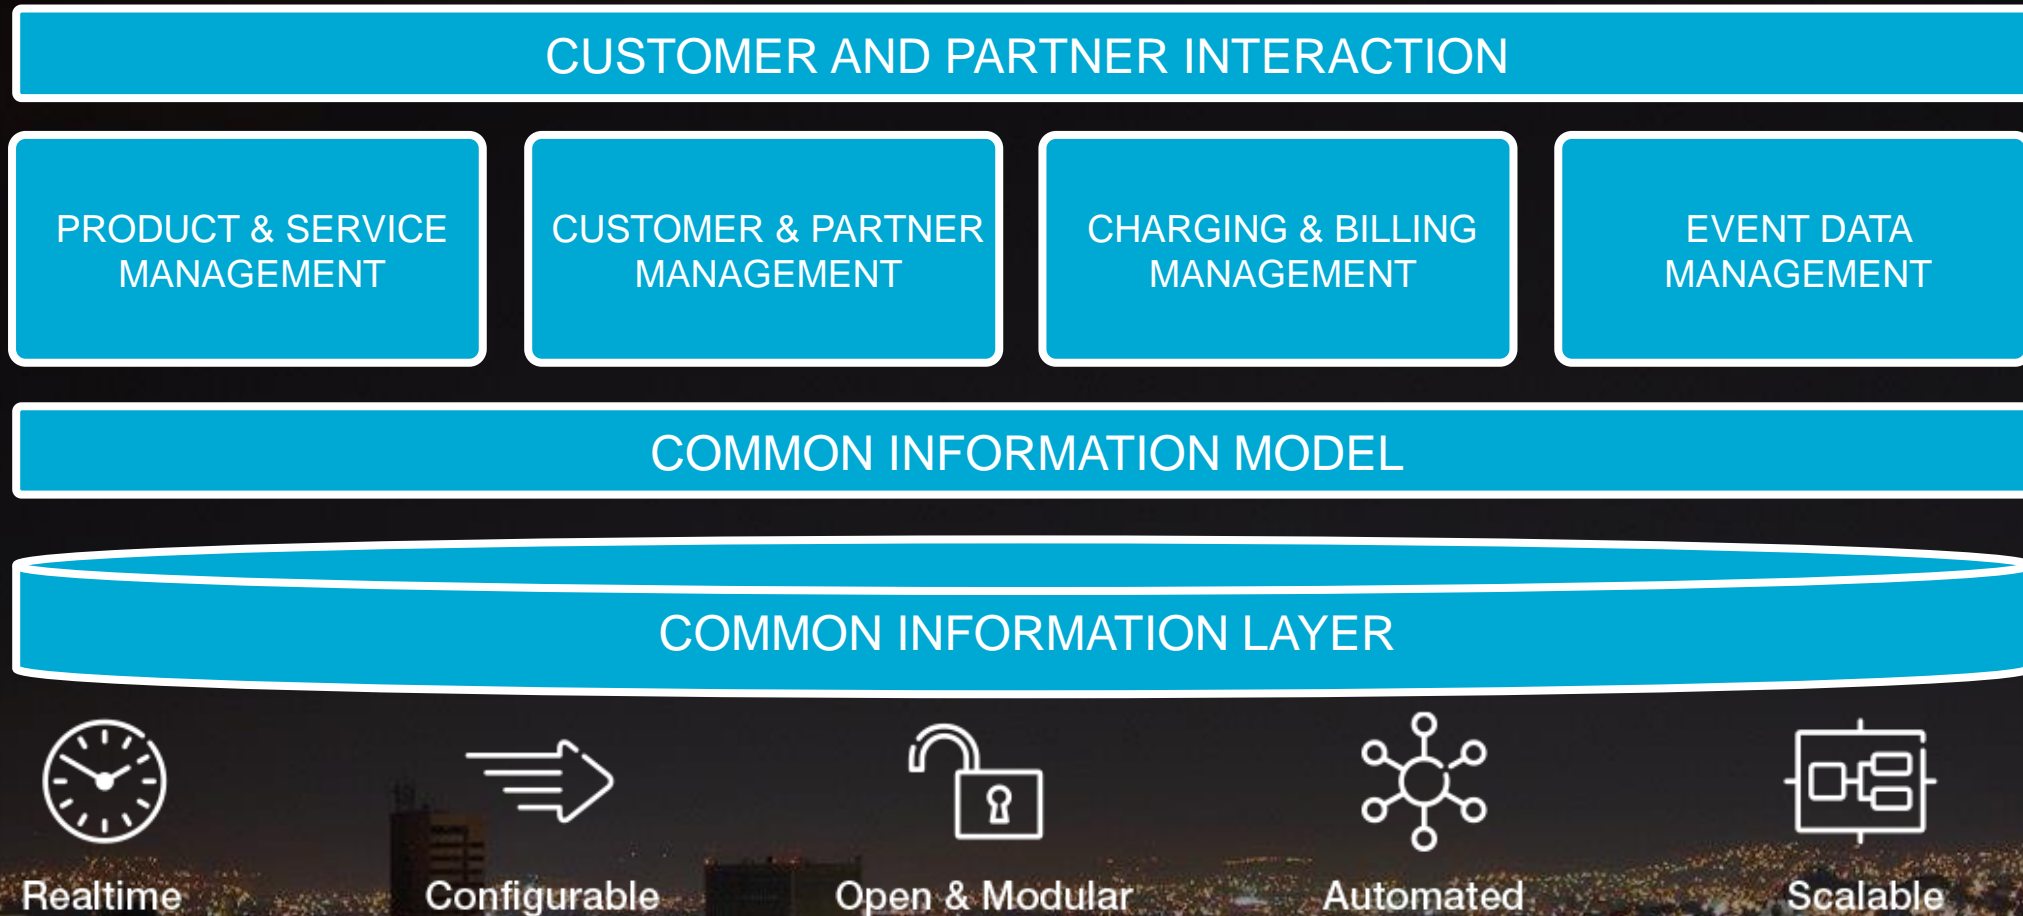 CUSTOMER AND PARTNER INTERACTION
PRODUCT & SERVICE
MANAGEMENT
CUSTOMER & PARTNER
MANAGEMENT
CHARGING & BILLING
MANAGEMENT
EVENT DATA
MANAGEMENT
COMMON INFORMATION MODEL
COMMON INFORMATION LAYER
Realtime
Configurable
Open & Modular
Automated
Scalable